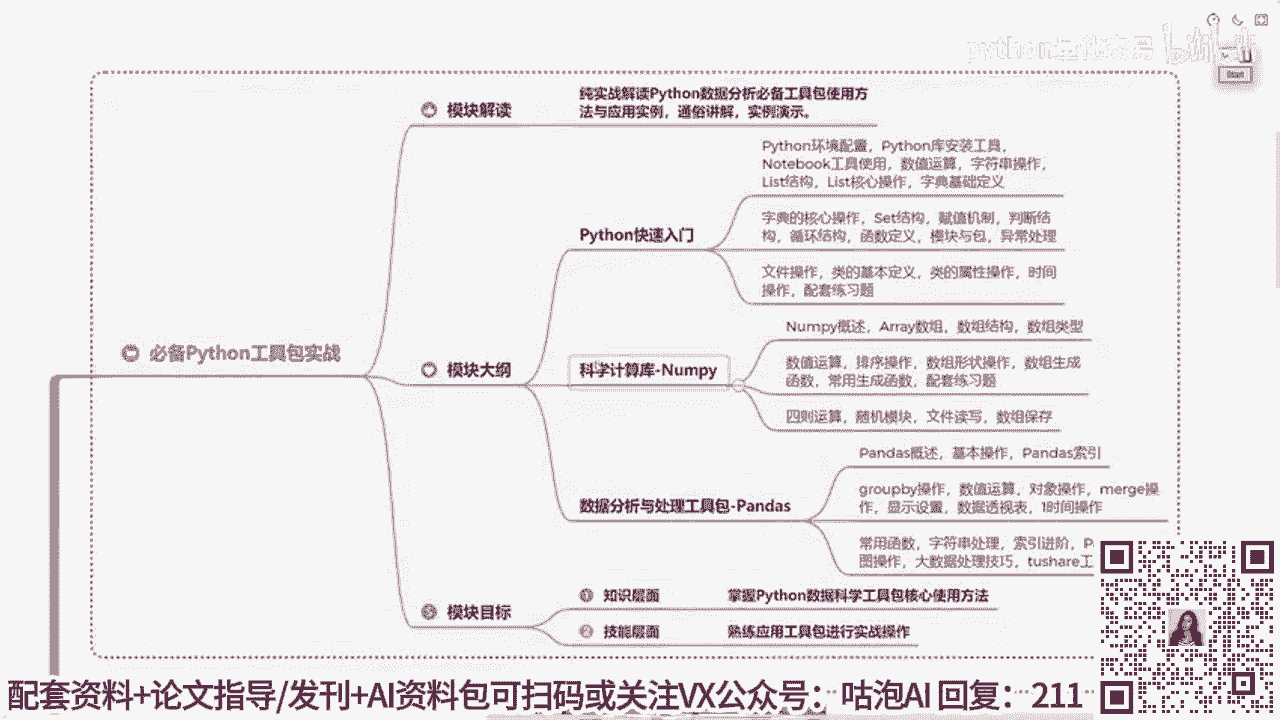 Start
模块解读
纯实战解读Python数据分析必备工具包使用方
法与应用实例，通俗讲解，实例演示。
Python环境配置，Python库安装工具，
Notebook工具使用，数值运算，字符串操作，
List结构，List核心操作，字典基础定义
Python快速入门
字典的核心操作，Set结构，赋值机制，判断结
构，循环结构，函数定义，模块与包，异常处理
文件操作，类的基本定义，类的属性操作，时间
操作，配套练习题
必备Python工具包实战
模块大纲
科学计算库-Numpy
Numpy概述，Array数组，数组结构，数组类型
数值运算，排序操作，数组形状操作，数组生成
函数，常用生成函数，配套练习题
四则运算，随机模块，文件读写，数组保存
数据分析与处理工具包-Pandas
Pandas概述，基本操作，Pandas索引
groupby操作，数值运算，对象操作，merge操
作，显示设置，数据透视表，1时间操作
常用函数，字符串处理，索引进阶，P
图操作，大数据处理技巧，tushare工
模块目标
1 知识层面
掌握Python数据科学工具包核心使用方法
2 技能层面
熟练应用工具包进行实战操作
配套资料+论文指导/发刊+AI资料包可扫码或关注VX公众号：咕泡AI 回复：211